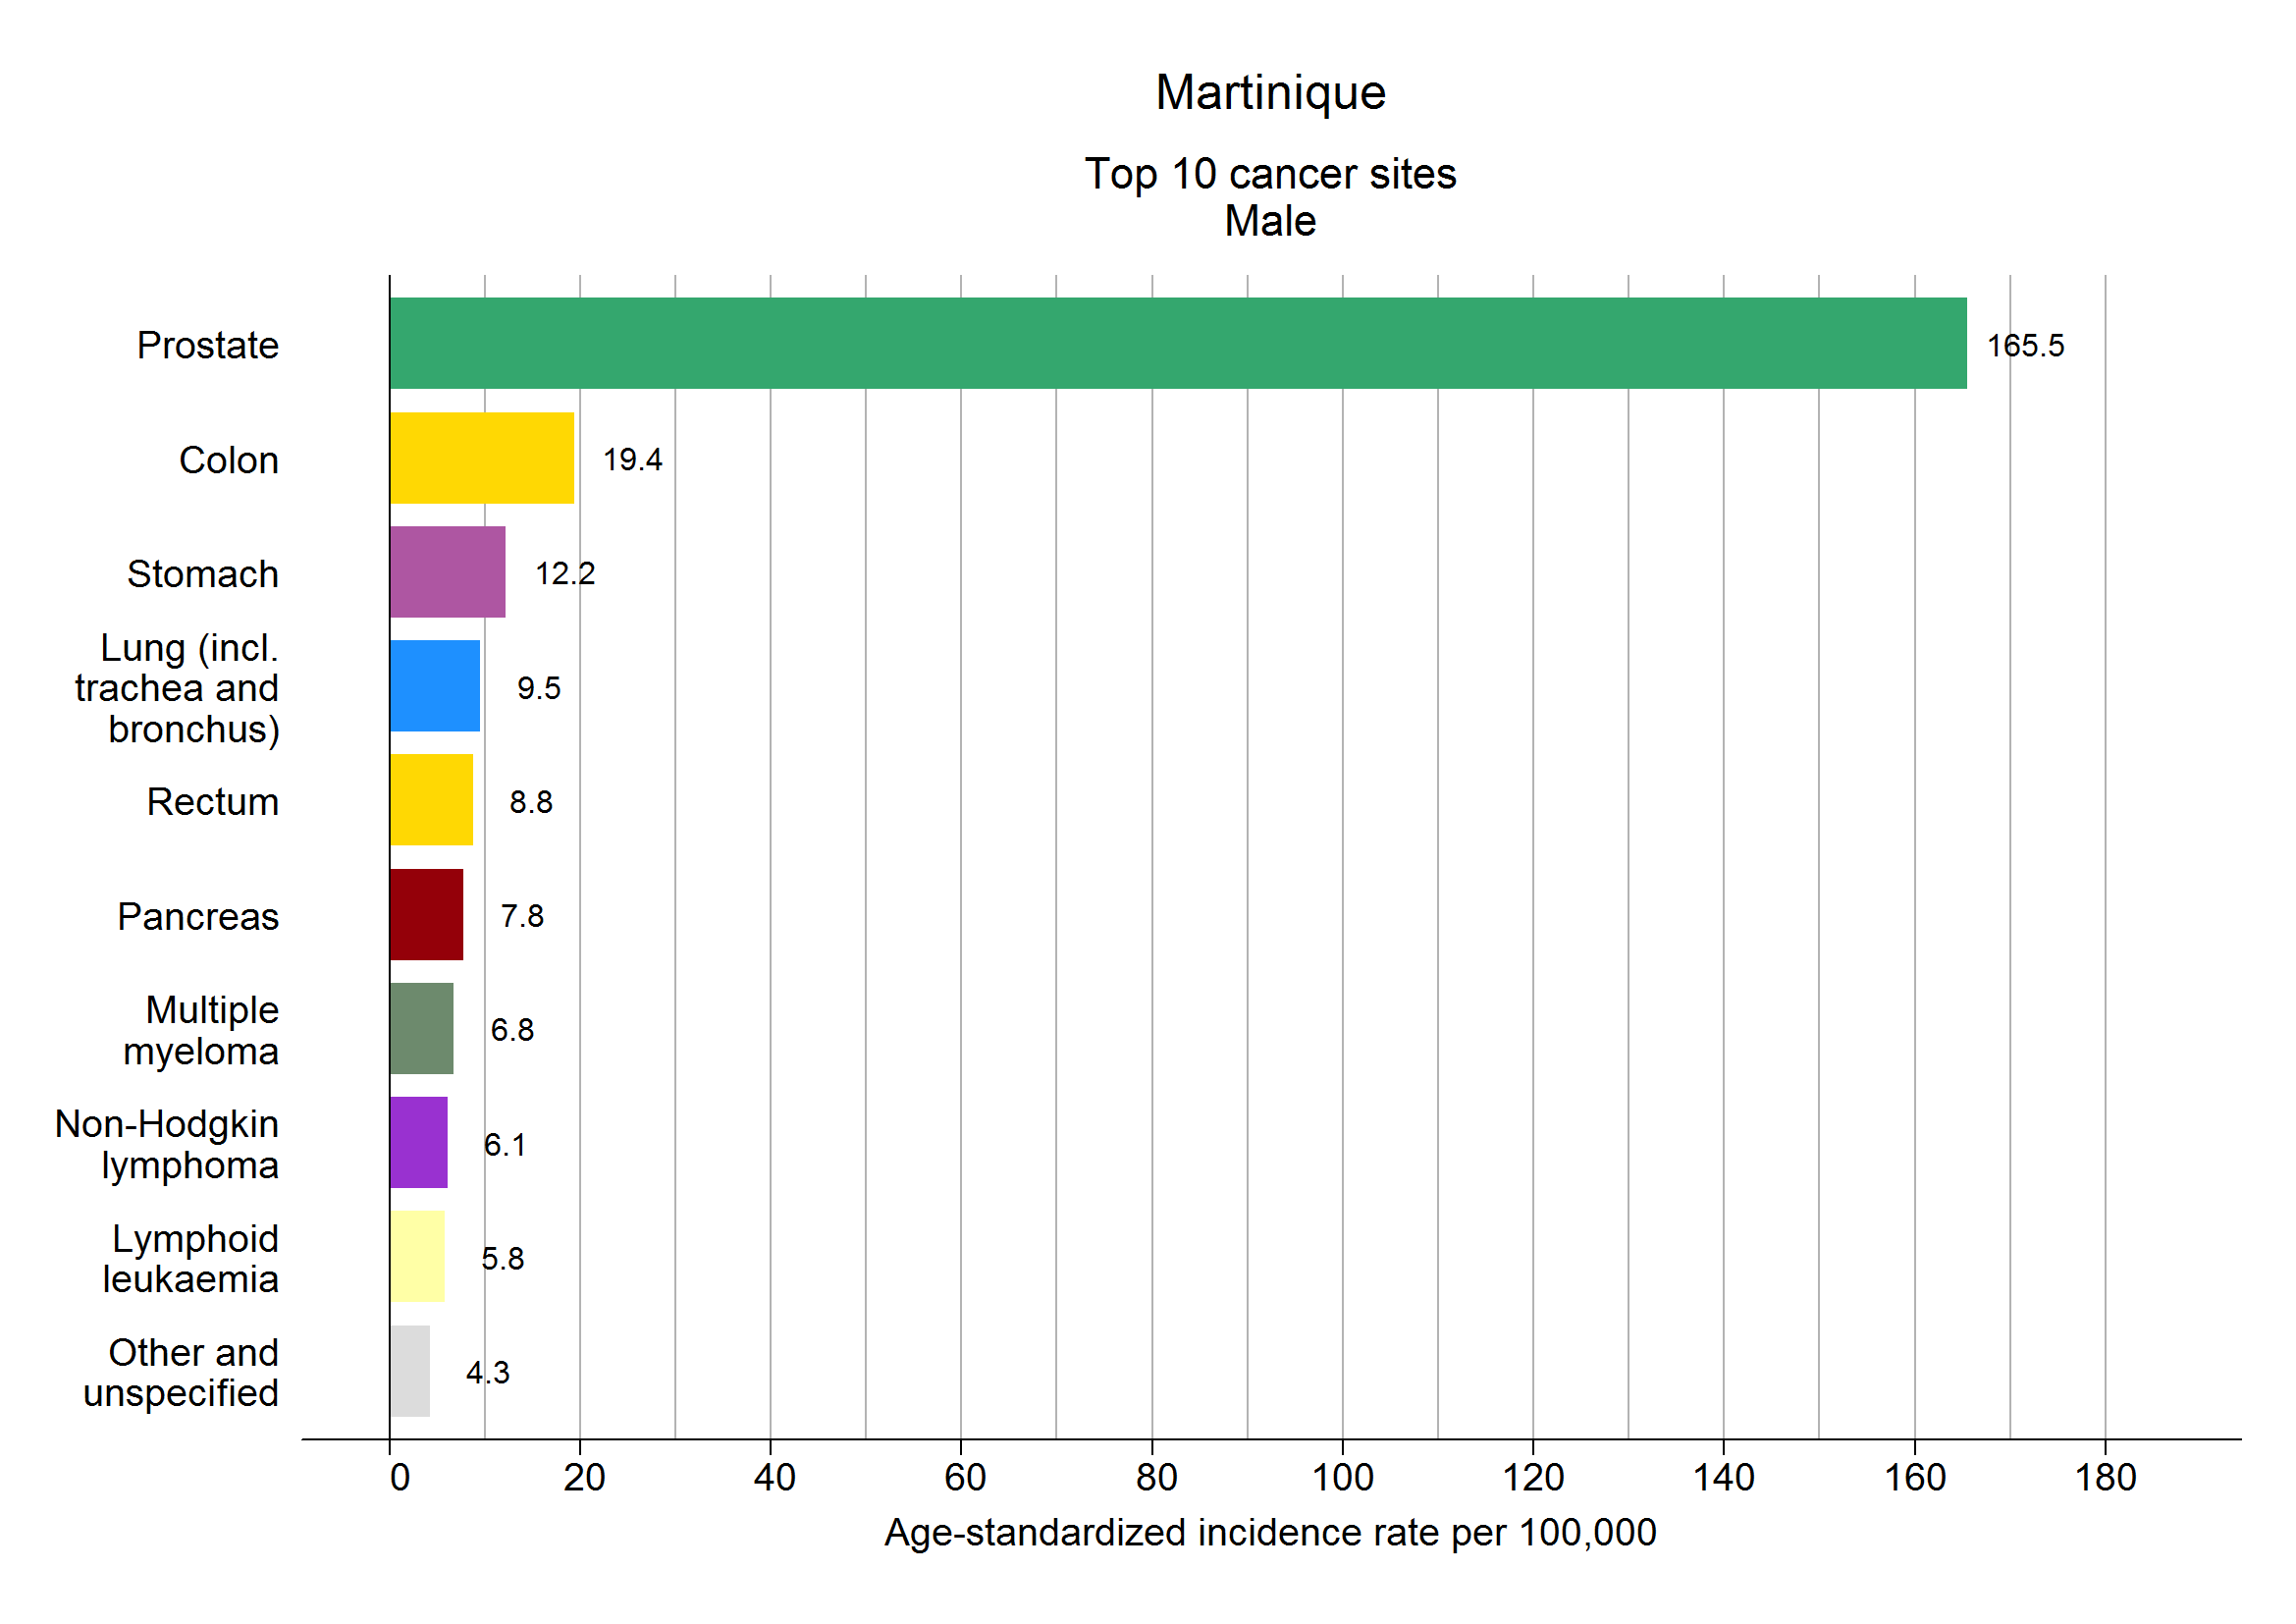 Martinique
Top 10 cancer sites
Male
Prostate
165.5
Colon
19.4
Stomach
12.2
Lung (incl.
trachea and
bronchus)
9.5
Rectum
8.8
Pancreas
7.8
Multiple
myeloma
6.8
Non-Hodgkin
lymphoma
6.1
Lymphoid
leukaemia
5.8
Other and
unspecified
4.3
0 20 40 60 80 100 120 140 160 180
Age-standardized incidence rate per 100,000